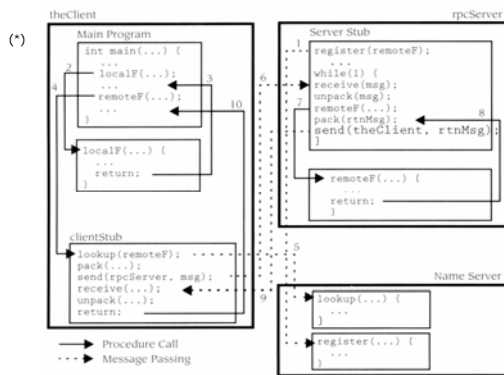 (*)
theClient
Main Program
int main(...) {
...
localF(...);
...
remoteF(...);
...
}
2
4
3
10
localF(...) {
...
return;
}
clientStub
lookup(remoteF);
pack(...);
send(rpcServer, msg);
receive(...);
unpack(...);
return;
Procedure Call
Message Passing
6
5
9
rpcServer
Server Stub
1
register(remoteF);
...
while(1) {
receive(msg);
unpack(msg);
7
remoteF(...);
8
pack(rtnMsg);
send(theClient, rtnMsg);
}
remoteF(...) {
...
return;
}
Name Server
lookup(...) {
...
}
register(...) {
...
}